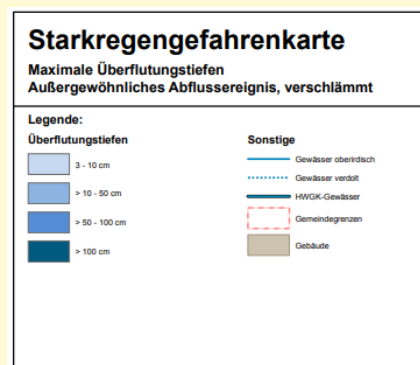 Starkregengefahrenkarte
Maximale Überflutungstiefen
Außergewöhnliches Abflussereignis, verschlämmt
Legende:
Überflutungstiefen
3 - 10 cm
> 10 - 50 cm
> 50 - 100 cm
> 100 cm
Sonstige
Gewässer oberirdisch
Gewässer verdolt
HWGK-Gewässer
Gemeindegrenzen
Gebäude